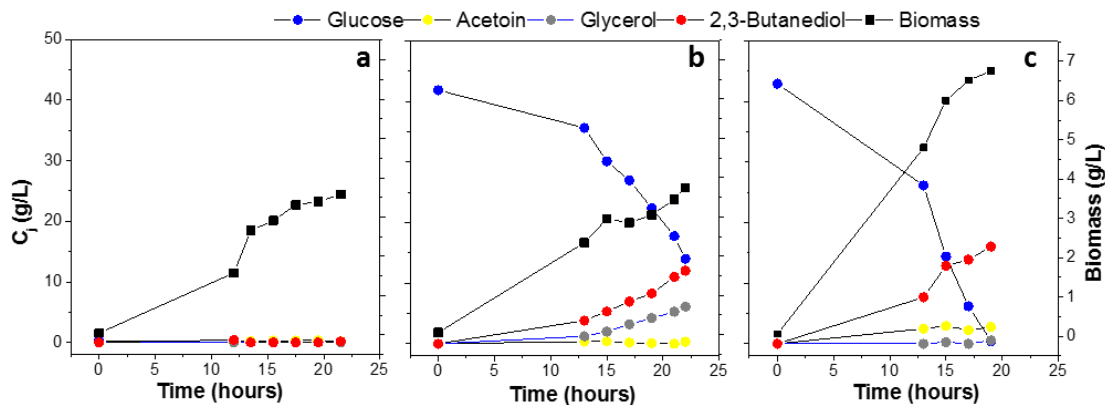 Glucose Acetoin Glycerol 2,3-Butanediol Biomass
a b c
50
40
30
20
10
0
C_j (g/L)
7
6
5
4
3
2
1
0
Biomass (g/L)
0 5 10 15 20 25 0 5 10 15 20 25 0 5 10 15 20 25
Time (hours) Time (hours) Time (hours)